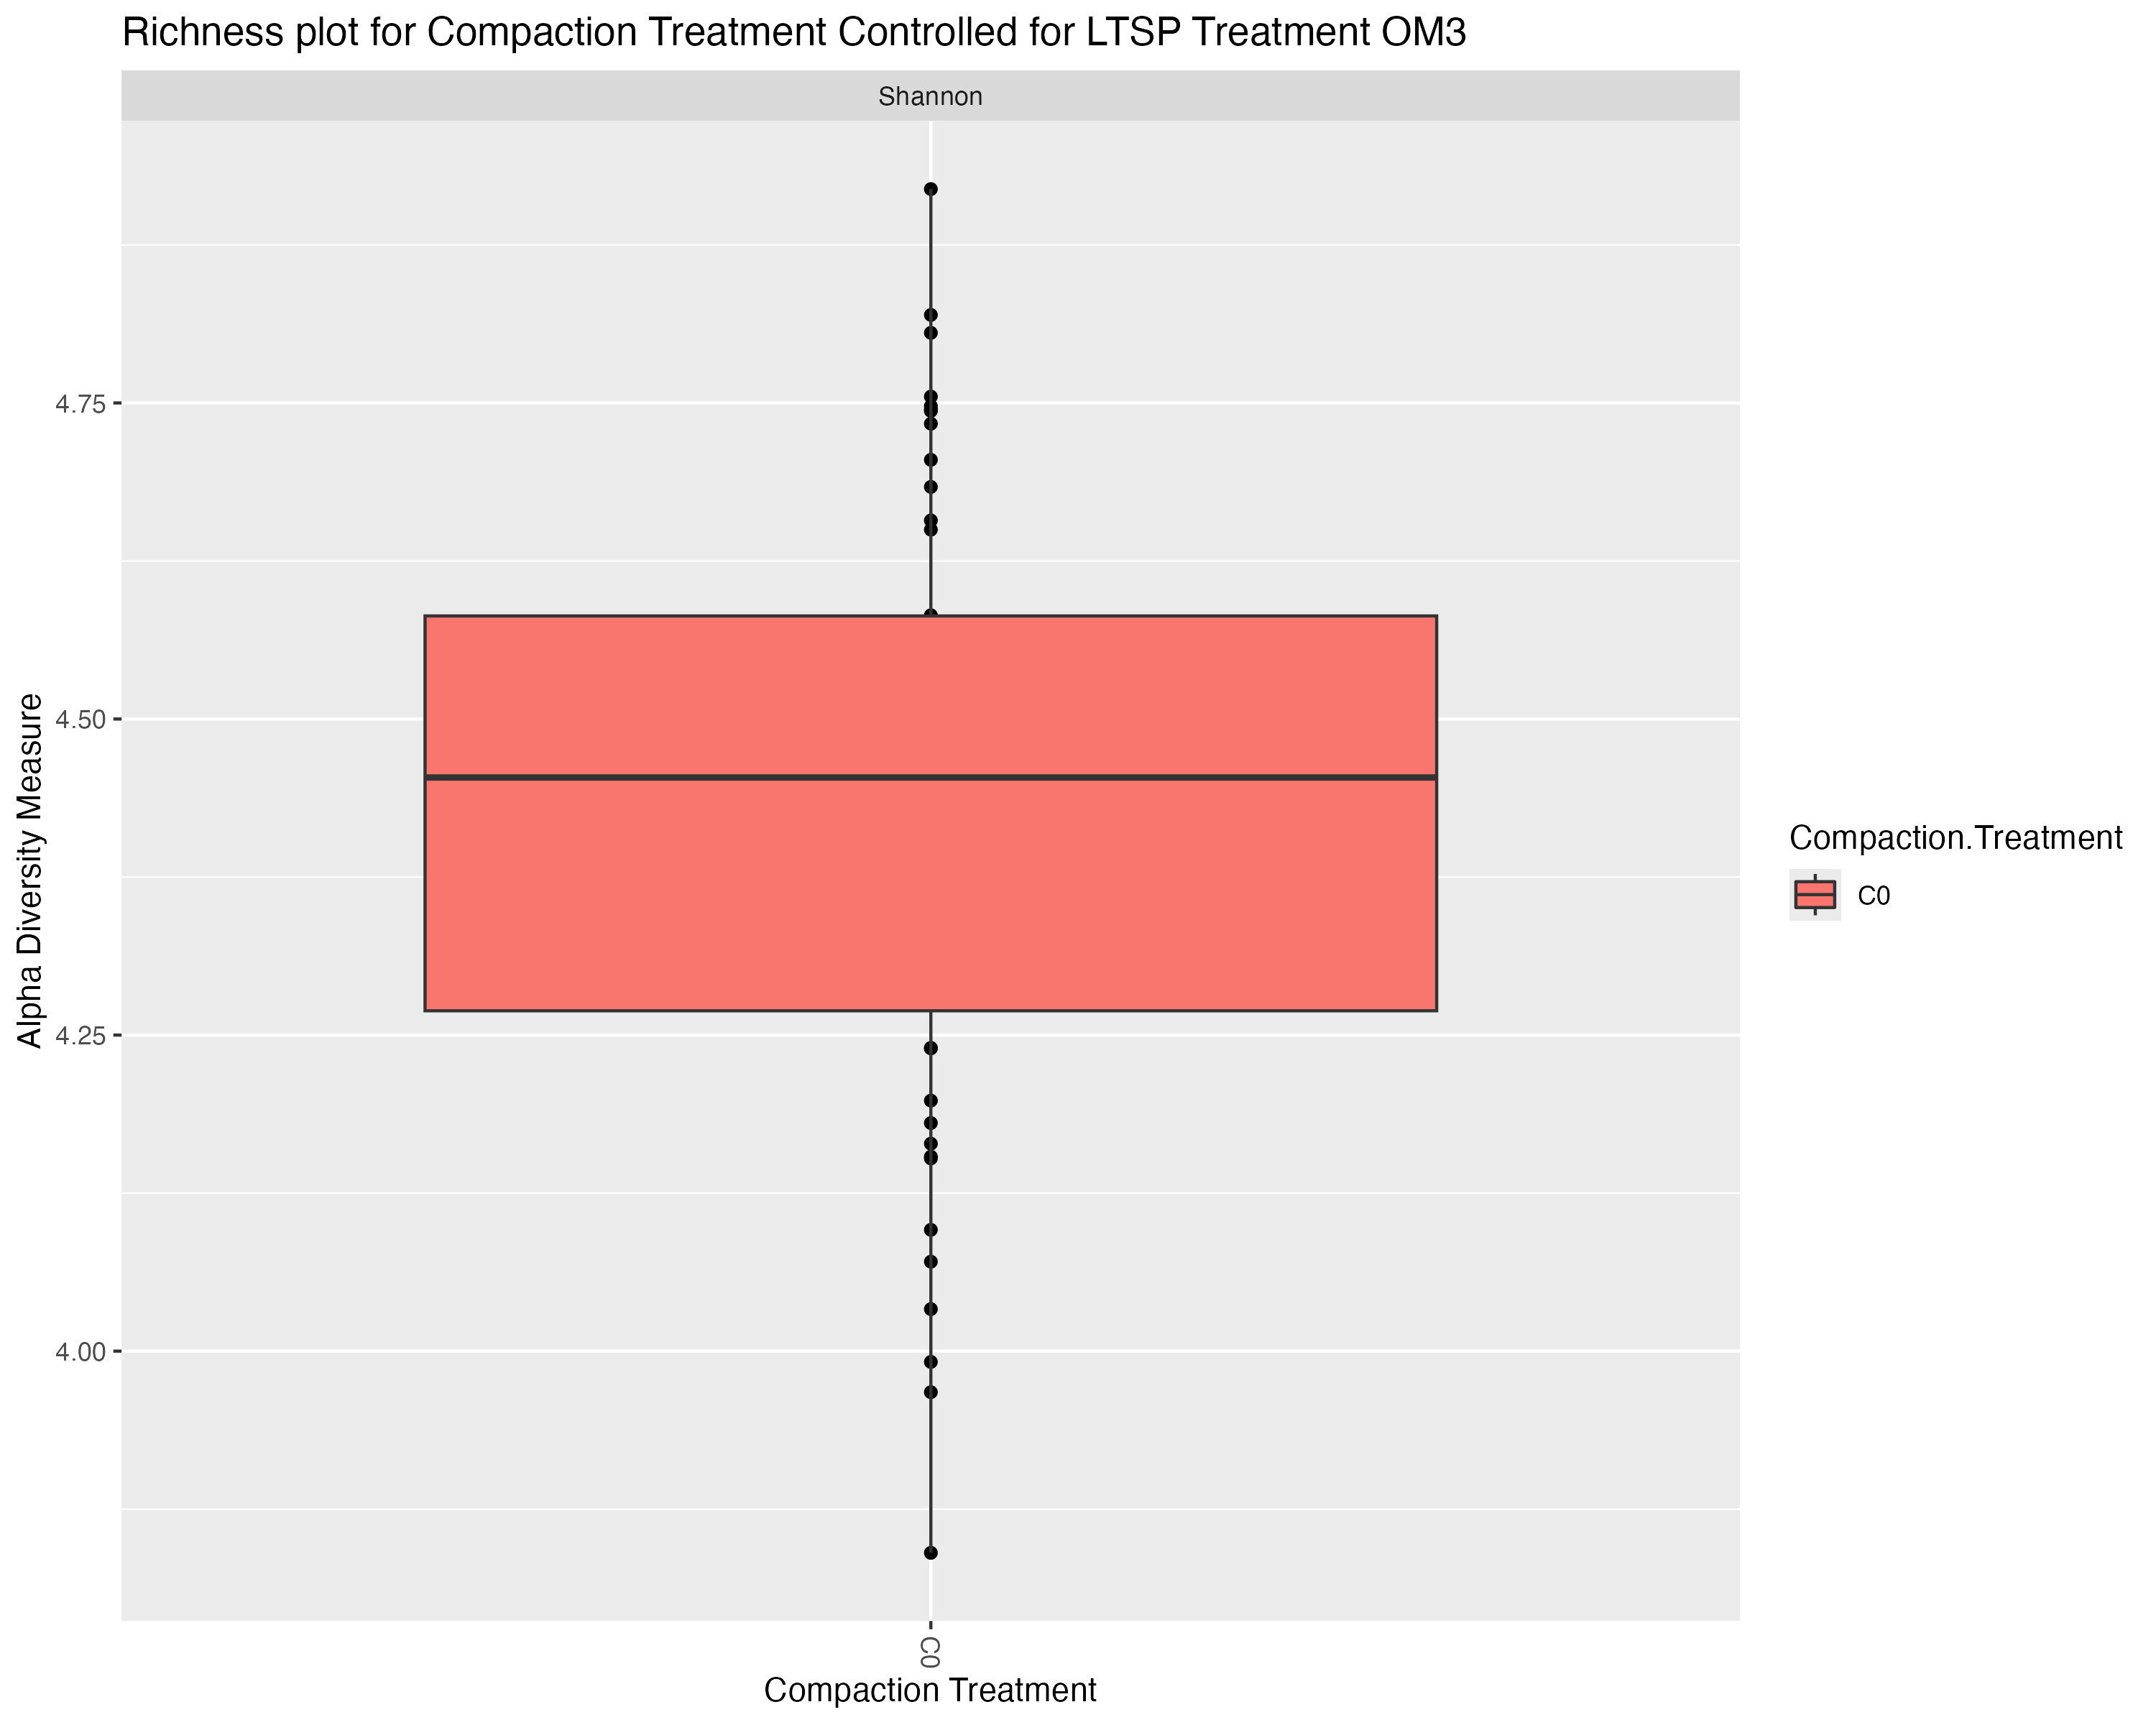 Richness plot for Compaction Treatment Controlled for LTSP Treatment OM3
Shannon
Alpha Diversity Measure
4.75
4.50
4.25
4.00
C0
Compaction Treatment
Compaction.Treatment
C0